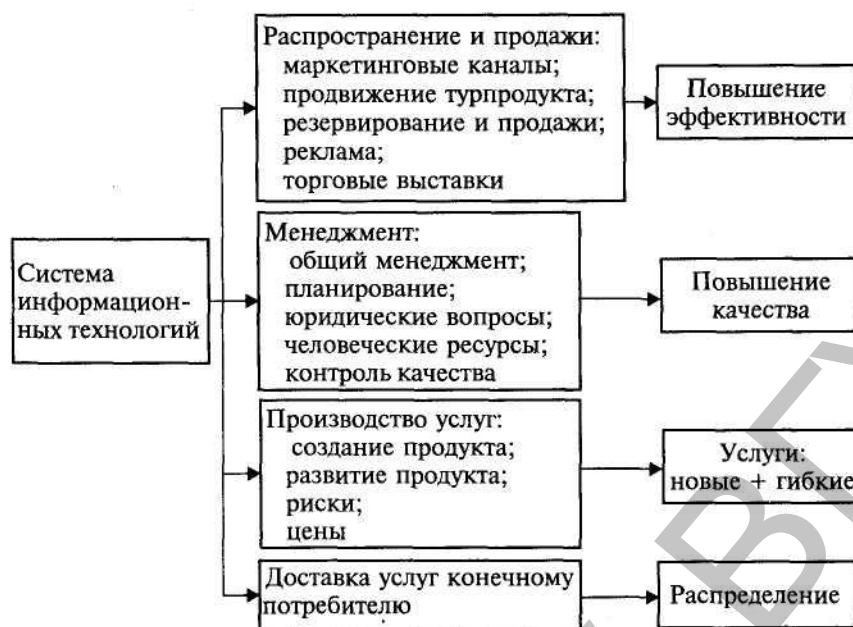 Система
информацион-
ных технологий
Распространение и продажи:
маркетинговые каналы;
продвижение турпродукта;
резервирование и продажи;
реклама;
торговые выставки
Повышение
эффективности
Менеджмент:
общий менеджмент;
планирование;
юридические вопросы;
человеческие ресурсы;
контроль качества
Повышение
качества
Производство услуг:
создание продукта;
развитие продукта;
риски;
цены
Услуги:
новые + гибкие
Доставка услуг конечному
потребителю
Распределение